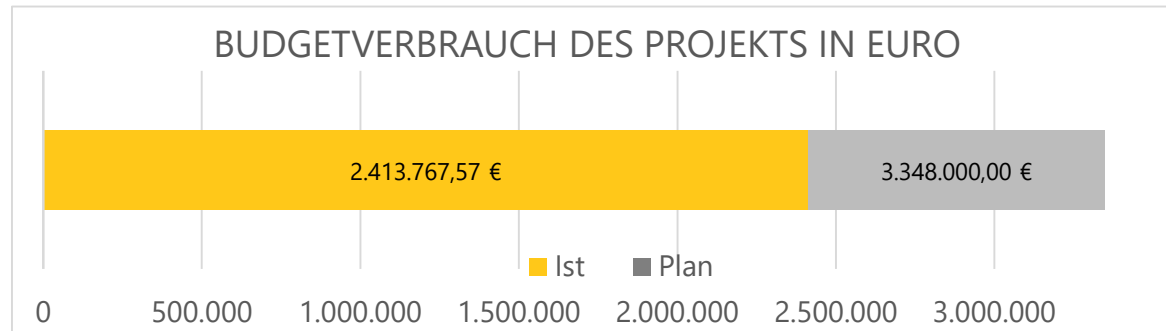 BUDGETVERBRAUCH DES PROJEKTS IN EURO
2.413.767,57 € 3.348.000,00 €
Ist Plan
0 500.000 1.000.000 1.500.000 2.000.000 2.500.000 3.000.000